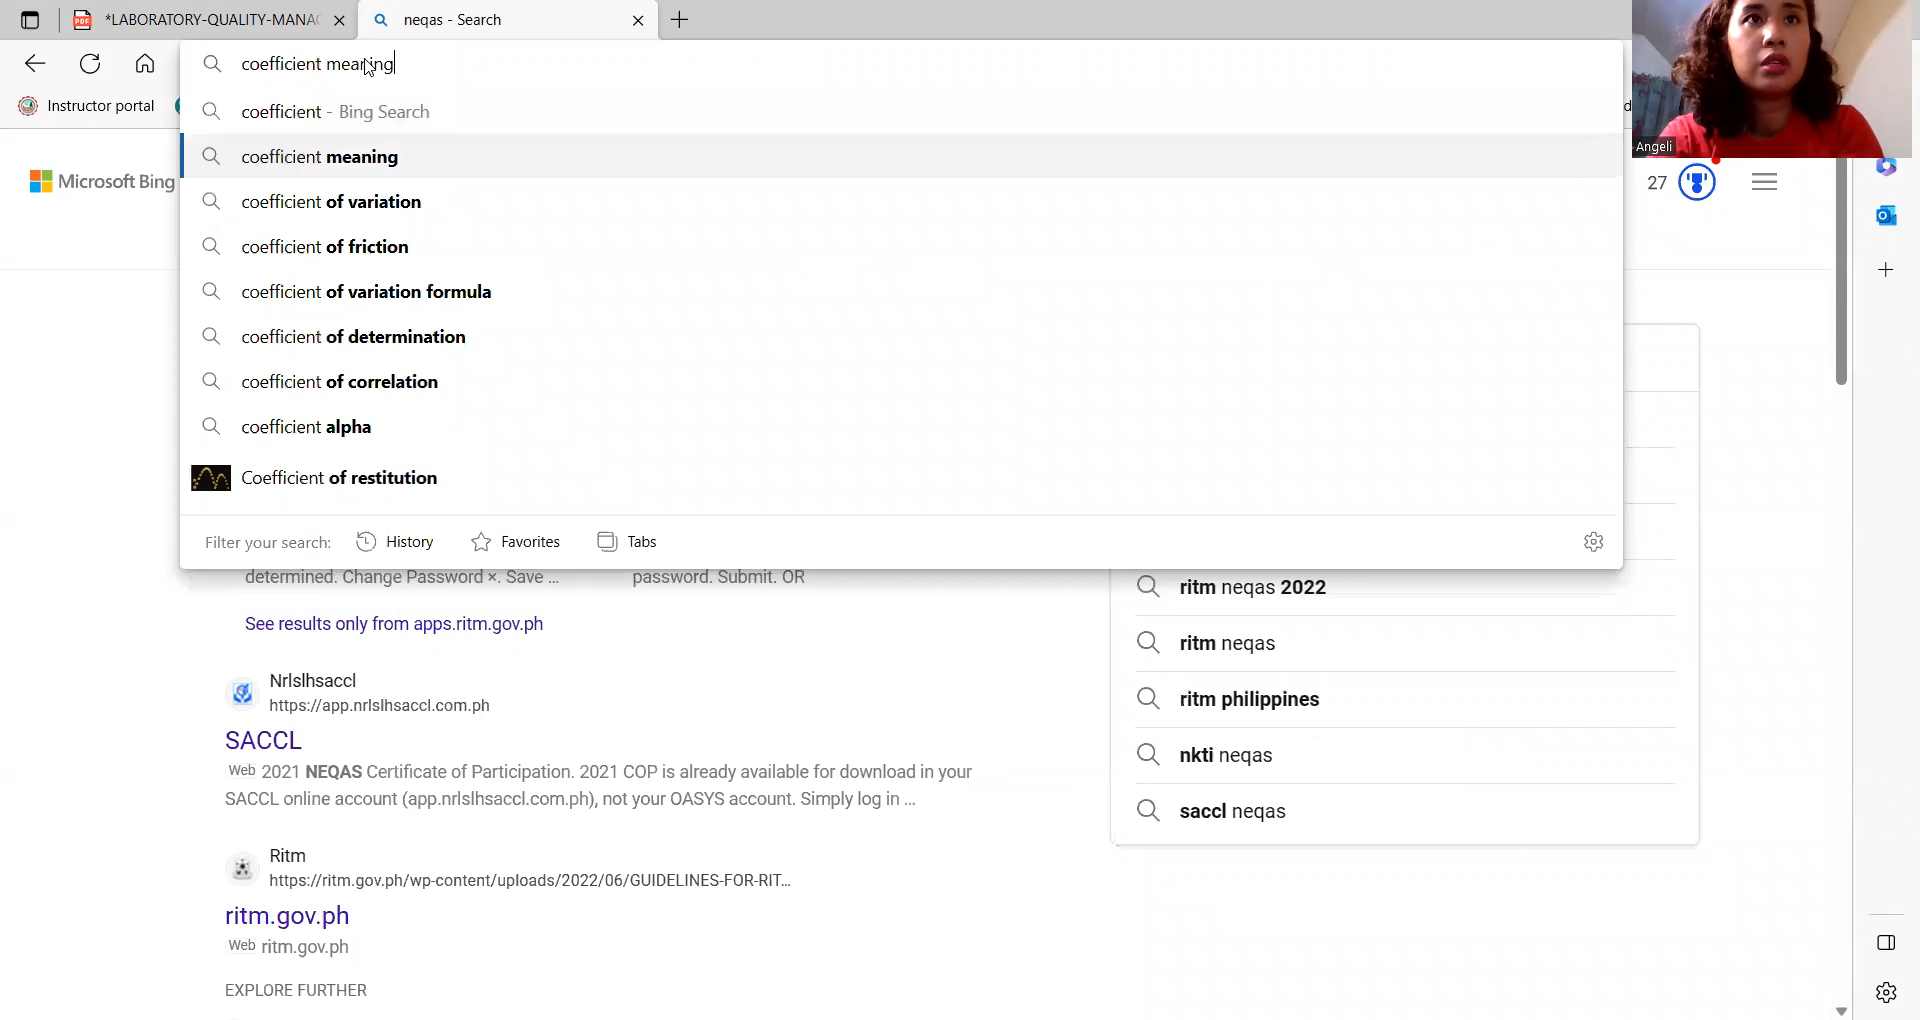 *LABORATORY-QUALITY-MANA
neqas - Search
coefficient meaning
Instructor portal
coefficient - Bing Search
Angeli
coefficient meaning
Microsoft Bing
27
coefficient of variation
coefficient of friction
coefficient of variation formula
coefficient of determination
coefficient of correlation
coefficient alpha
Coefficient of restitution
Filter your search: History Favorites Tabs
determined. Change Password ×. Save ...
password. Submit. OR
See results only from apps.ritm.gov.ph
Nrlslhsaccl
https://app.nrlslhsaccl.com.ph
SACCL
Web 2021 NEQAS Certificate of Participation. 2021 COP is already available for download in your
SACCL online account (app.nrlslhsaccl.com.ph), not your OASYS account. Simply log in ...
Ritm
https://ritm.gov.ph/wp-content/uploads/2022/06/GUIDELINES-FOR-RIT...
ritm.gov.ph
Web ritm.gov.ph
EXPLORE FURTHER
ritm neqas 2022
ritm neqas
ritm philippines
nkti neqas
saccl neqas